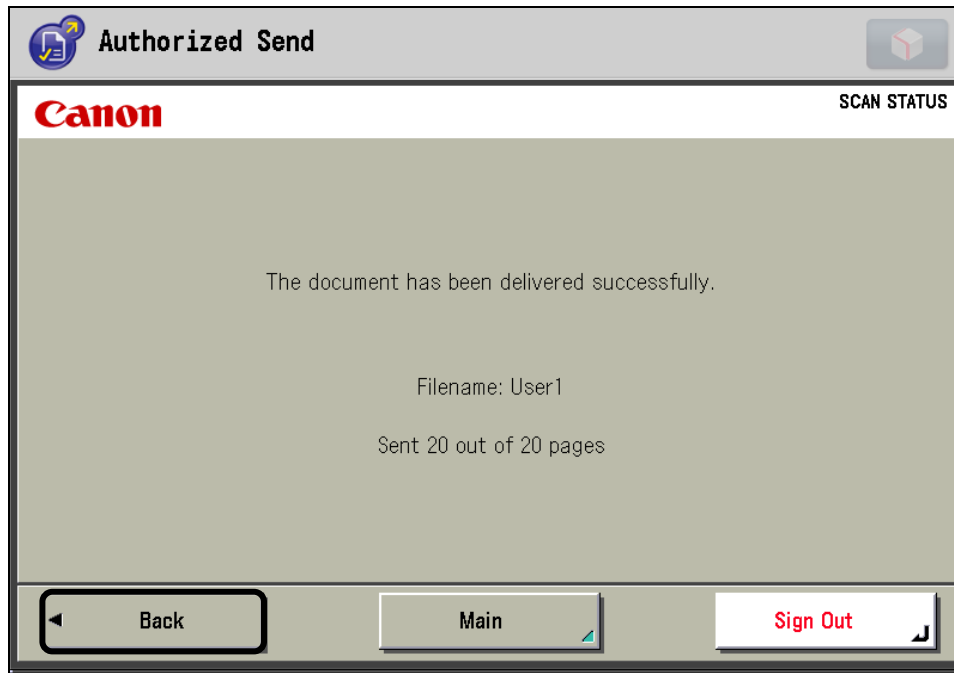 Authorized Send
Canon
SCAN STATUS
The document has been delivered successfully.
Filename: User1
Sent 20 out of 20 pages
Back
Main
Sign Out